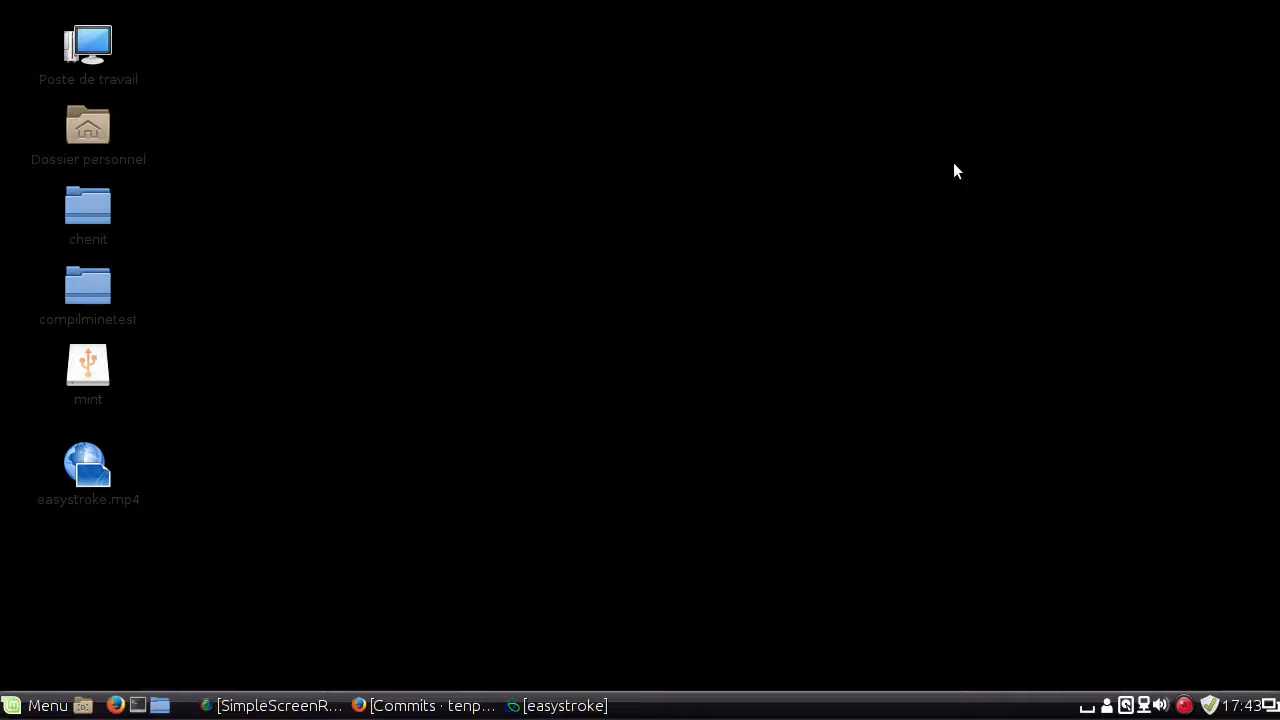 Poste de travail
Dossier personnel
chenit
compilminetest
mint
easystroke.mp4
Menu [SimpleScreenR... [Commits · tenp... [easystroke] 17:43